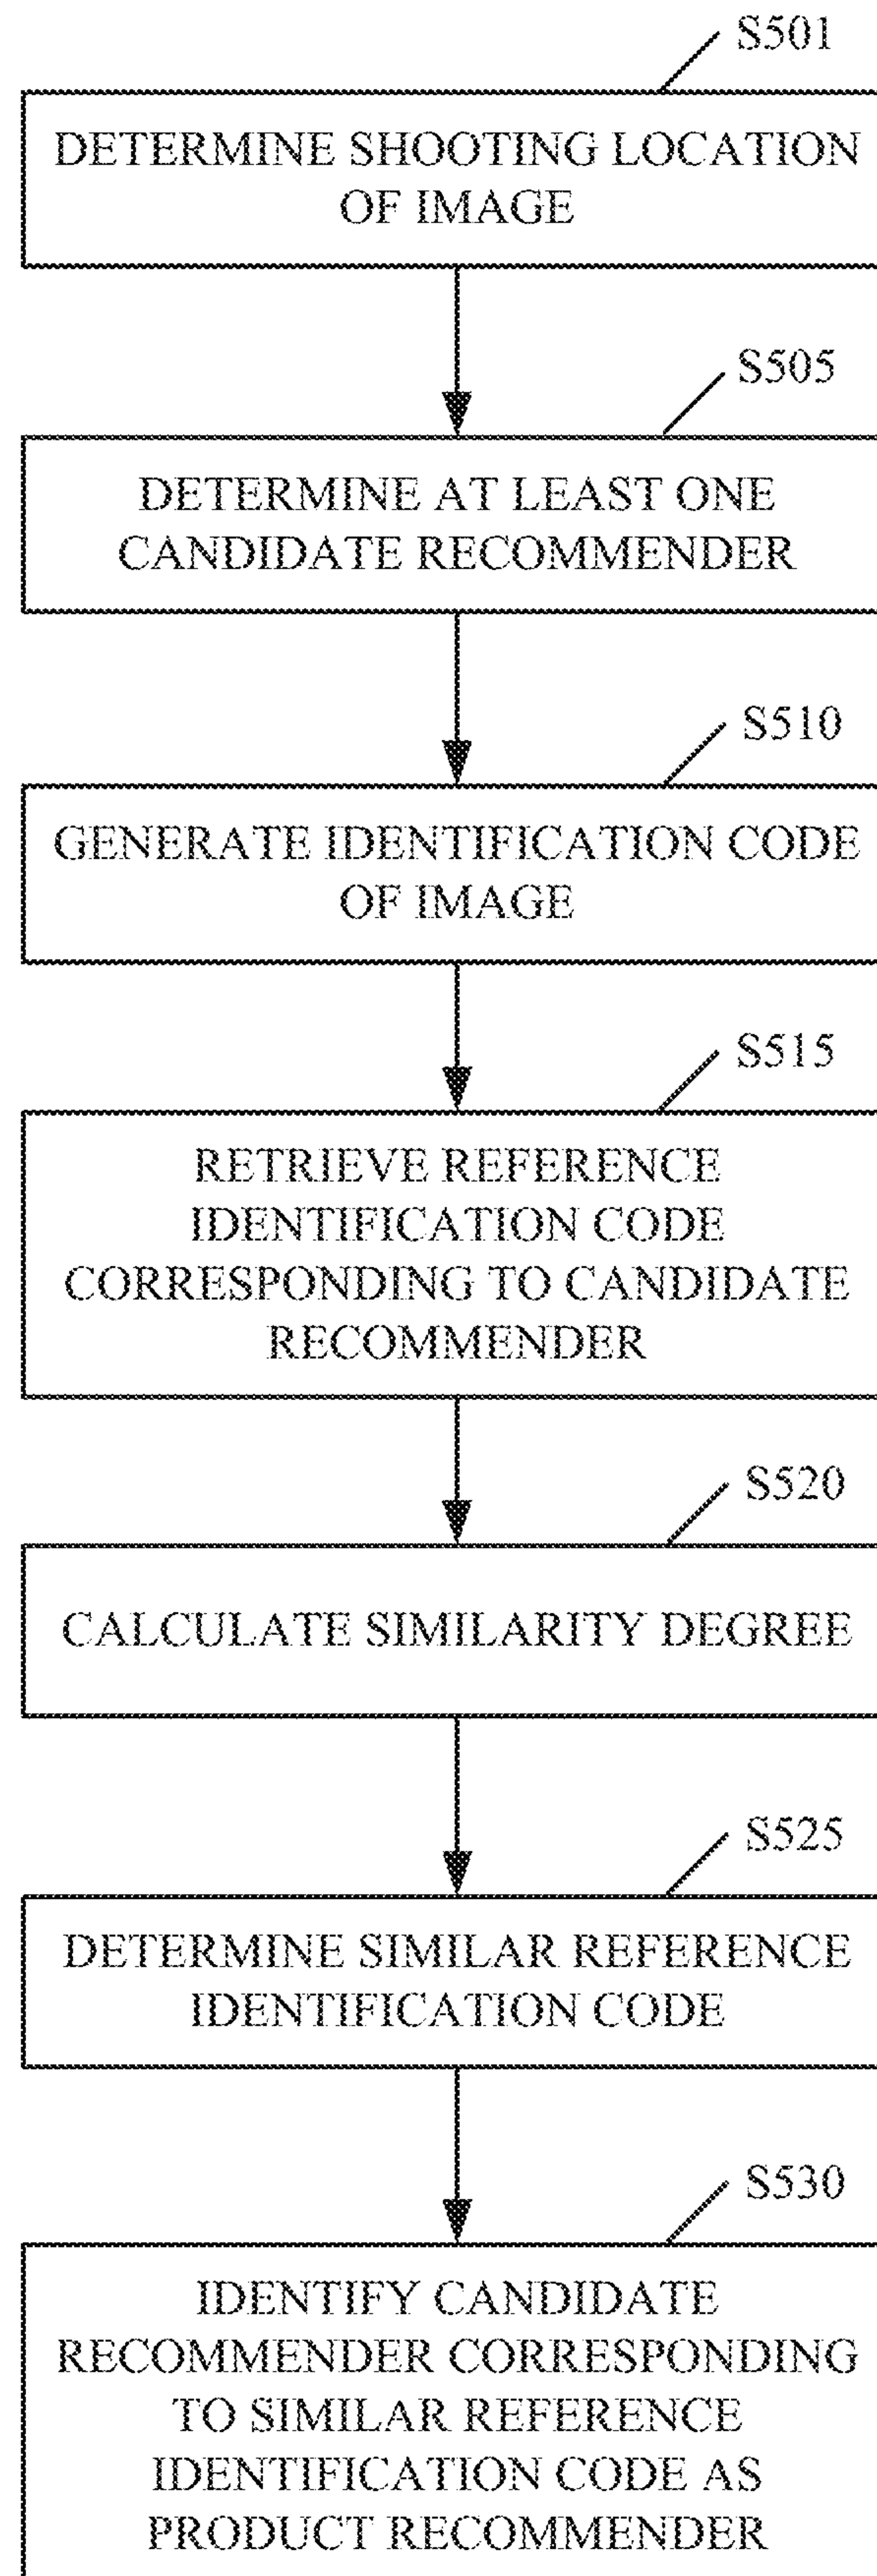 S501
DETERMINE SHOOTING LOCATION
OF IMAGE
S505
DETERMINE AT LEAST ONE
CANDIDATE RECOMMENDER
S510
GENERATE IDENTIFICATION CODE
OF IMAGE
S515
RETRIEVE REFERENCE
IDENTIFICATION CODE
CORRESPONDING TO CANDIDATE
RECOMMENDER
S520
CALCULATE SIMILARITY DEGREE
S525
DETERMINE SIMILAR REFERENCE
IDENTIFICATION CODE
S530
IDENTIFY CANDIDATE
RECOMMENDER CORRESPONDING
TO SIMILAR REFERENCE
IDENTIFICATION CODE AS
PRODUCT RECOMMENDER